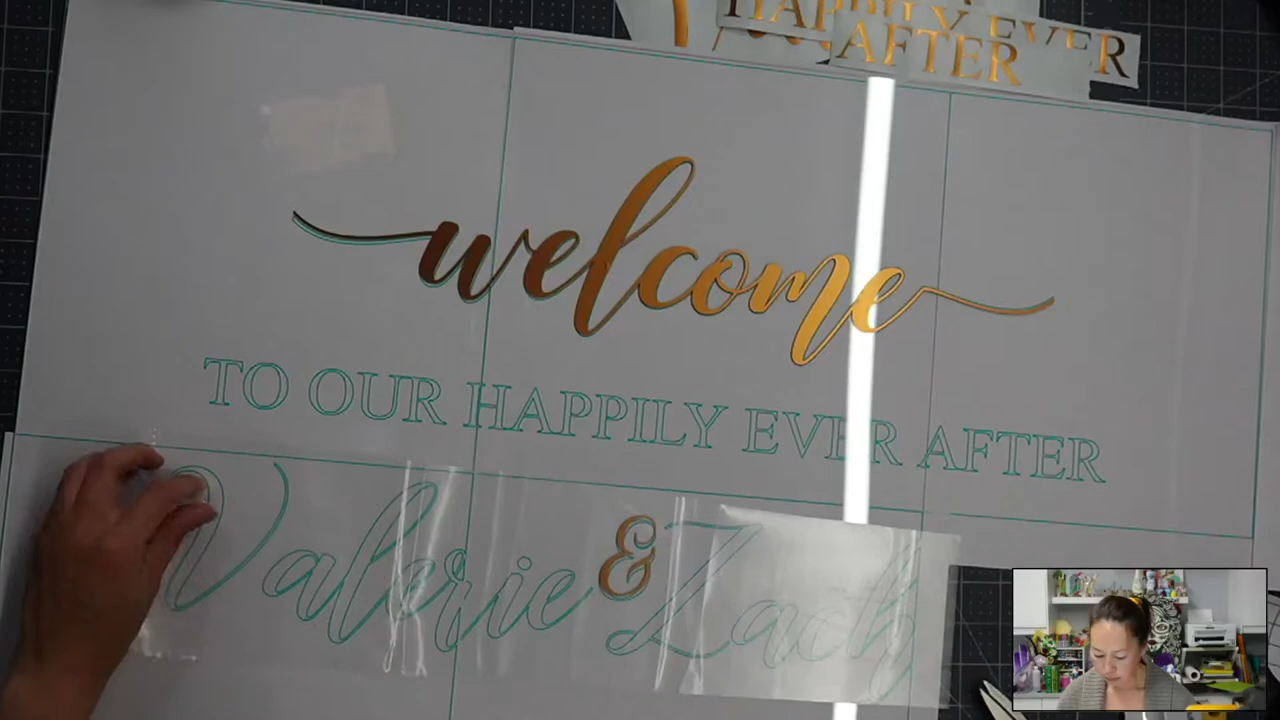 HAPPILY EVER
AFTER
welcome
TO OUR HAPPILY EVER AFTER
Valerie & Zach